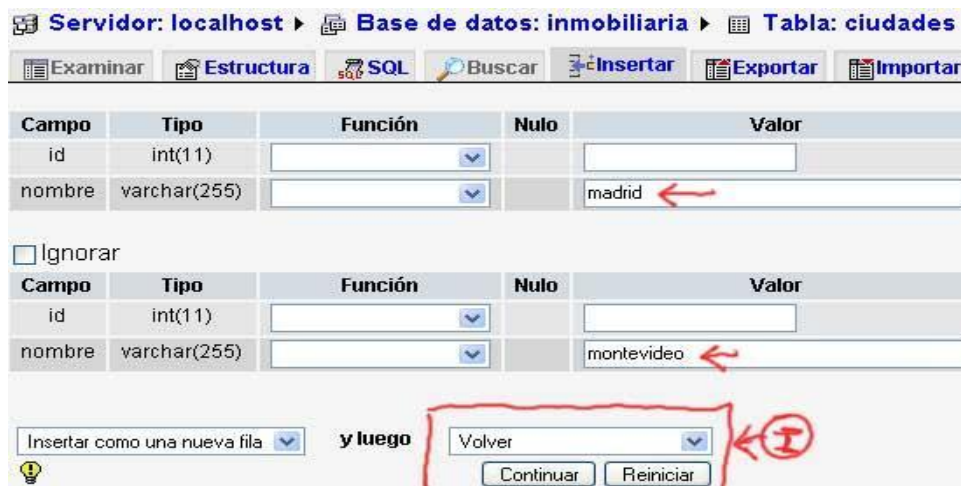 Servidor: localhost Base de datos: inmobiliaria Tabla: ciudades
Examinar Estructura SQL Buscar Insertar Exportar Importar
Campo Tipo Función Nulo Valor
id int(11)
nombre varchar(255) madrid
Ignorar
Campo Tipo Función Nulo Valor
id int(11)
nombre varchar(255) montevideo
Insertar como una nueva fila y luego Volver
Continuar Reiniciar
I